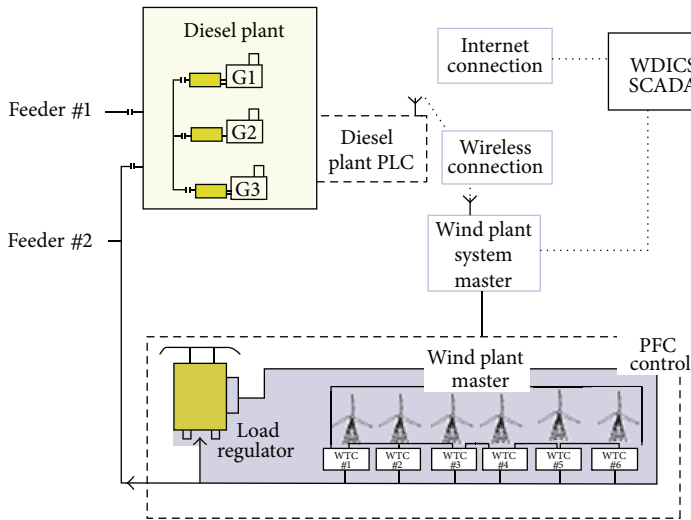 Diesel plant
G1
G2
G3
Feeder #1
Feeder #2
Diesel
plant PLC
Internet
connection
WDICS
SCADA
Wireless
connection
Wind plant
system
master
PFC
control
Wind plant
master
Load
regulator
WTC
#1
WTC
#2
WTC
#3
WTC
#4
WTC
#5
WTC
#6